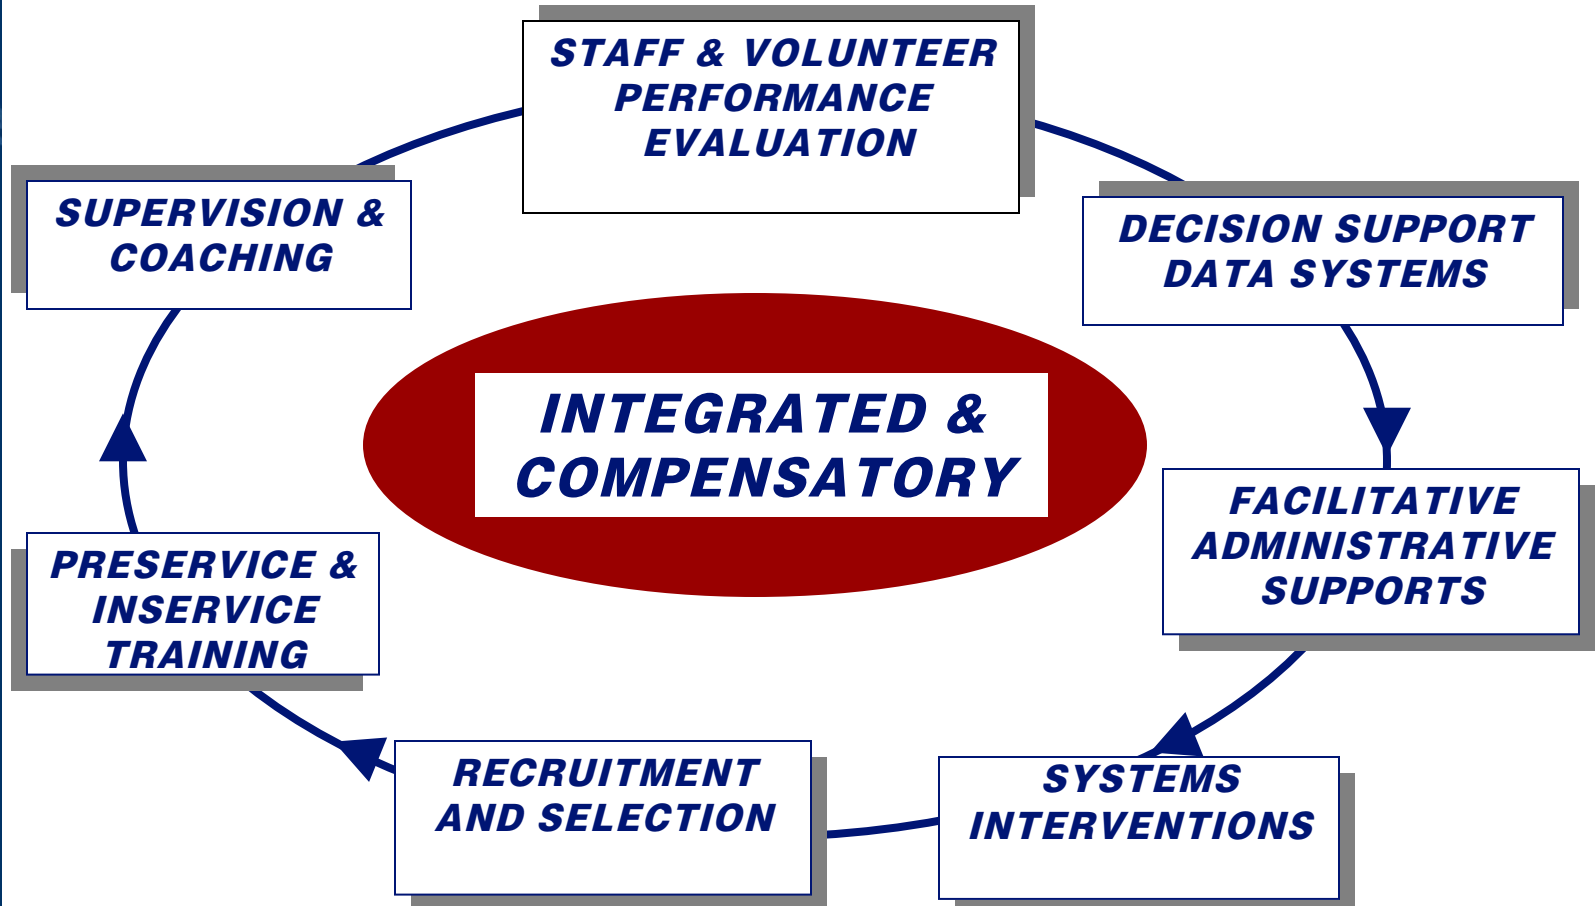 STAFF & VOLUNTEER
PERFORMANCE
EVALUATION
SUPERVISION &
COACHING
DECISION SUPPORT
DATA SYSTEMS
INTEGRATED &
COMPENSATORY
FACILITATIVE
ADMINISTRATIVE
SUPPORTS
PRESERVICE &
INSERVICE
TRAINING
RECRUITMENT
AND SELECTION
SYSTEMS
INTERVENTIONS